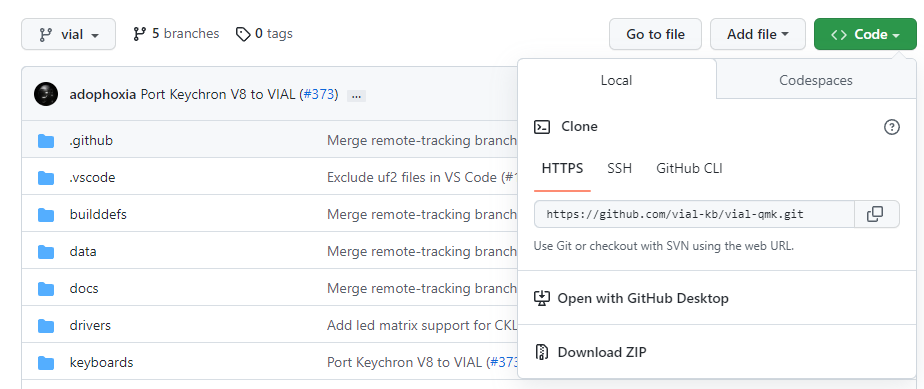 vial 5 branches 0 tags Go to file Add file Code
adophoxia Port Keychron V8 to VIAL (#373) ...
Local Codespaces
Clone
HTTPS SSH GitHub CLI
https://github.com/vial-kb/vial-qmk.git
Use Git or checkout with SVN using the web URL.
Open with GitHub Desktop
Download ZIP
.github Merge remote-tracking branch
.vscode Exclude uf2 files in VS Code (#
builddefs Merge remote-tracking branch
data Merge remote-tracking branch
docs Merge remote-tracking branch
drivers Add led matrix support for CKL
keyboards Port Keychron V8 to VIAL (#373